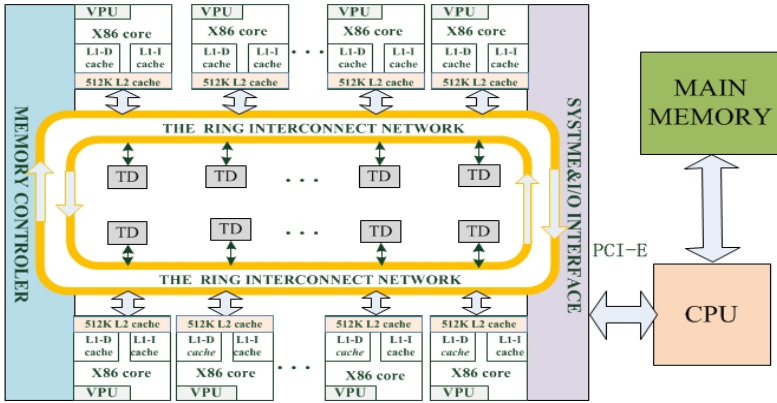 VPU
X86 core
L1-D L1-I
cache cache
512K L2 cache
VPU
X86 core
L1-D L1-I
cache cache
512K L2 cache
. . .
VPU
X86 core
L1-D L1-I
cache cache
512K L2 cache
VPU
X86 core
L1-D L1-I
cache cache
512K L2 cache
MEMORY CONTROLER
THE RING INTERCONNECT NETWORK
TD
TD
. . .
TD
TD
TD
TD
. . .
TD
TD
THE RING INTERCONNECT NETWORK
SYSTME&I/O INTERFACE
MAIN
MEMORY
PCI-E
CPU
512K L2 cache
L1-D L1-I
cache cache
X86 core
VPU
512K L2 cache
L1-D L1-I
cache cache
X86 core
VPU
. . .
512K L2 cache
L1-D L1-I
cache cache
X86 core
VPU
512K L2 cache
L1-D L1-I
cache cache
X86 core
VPU